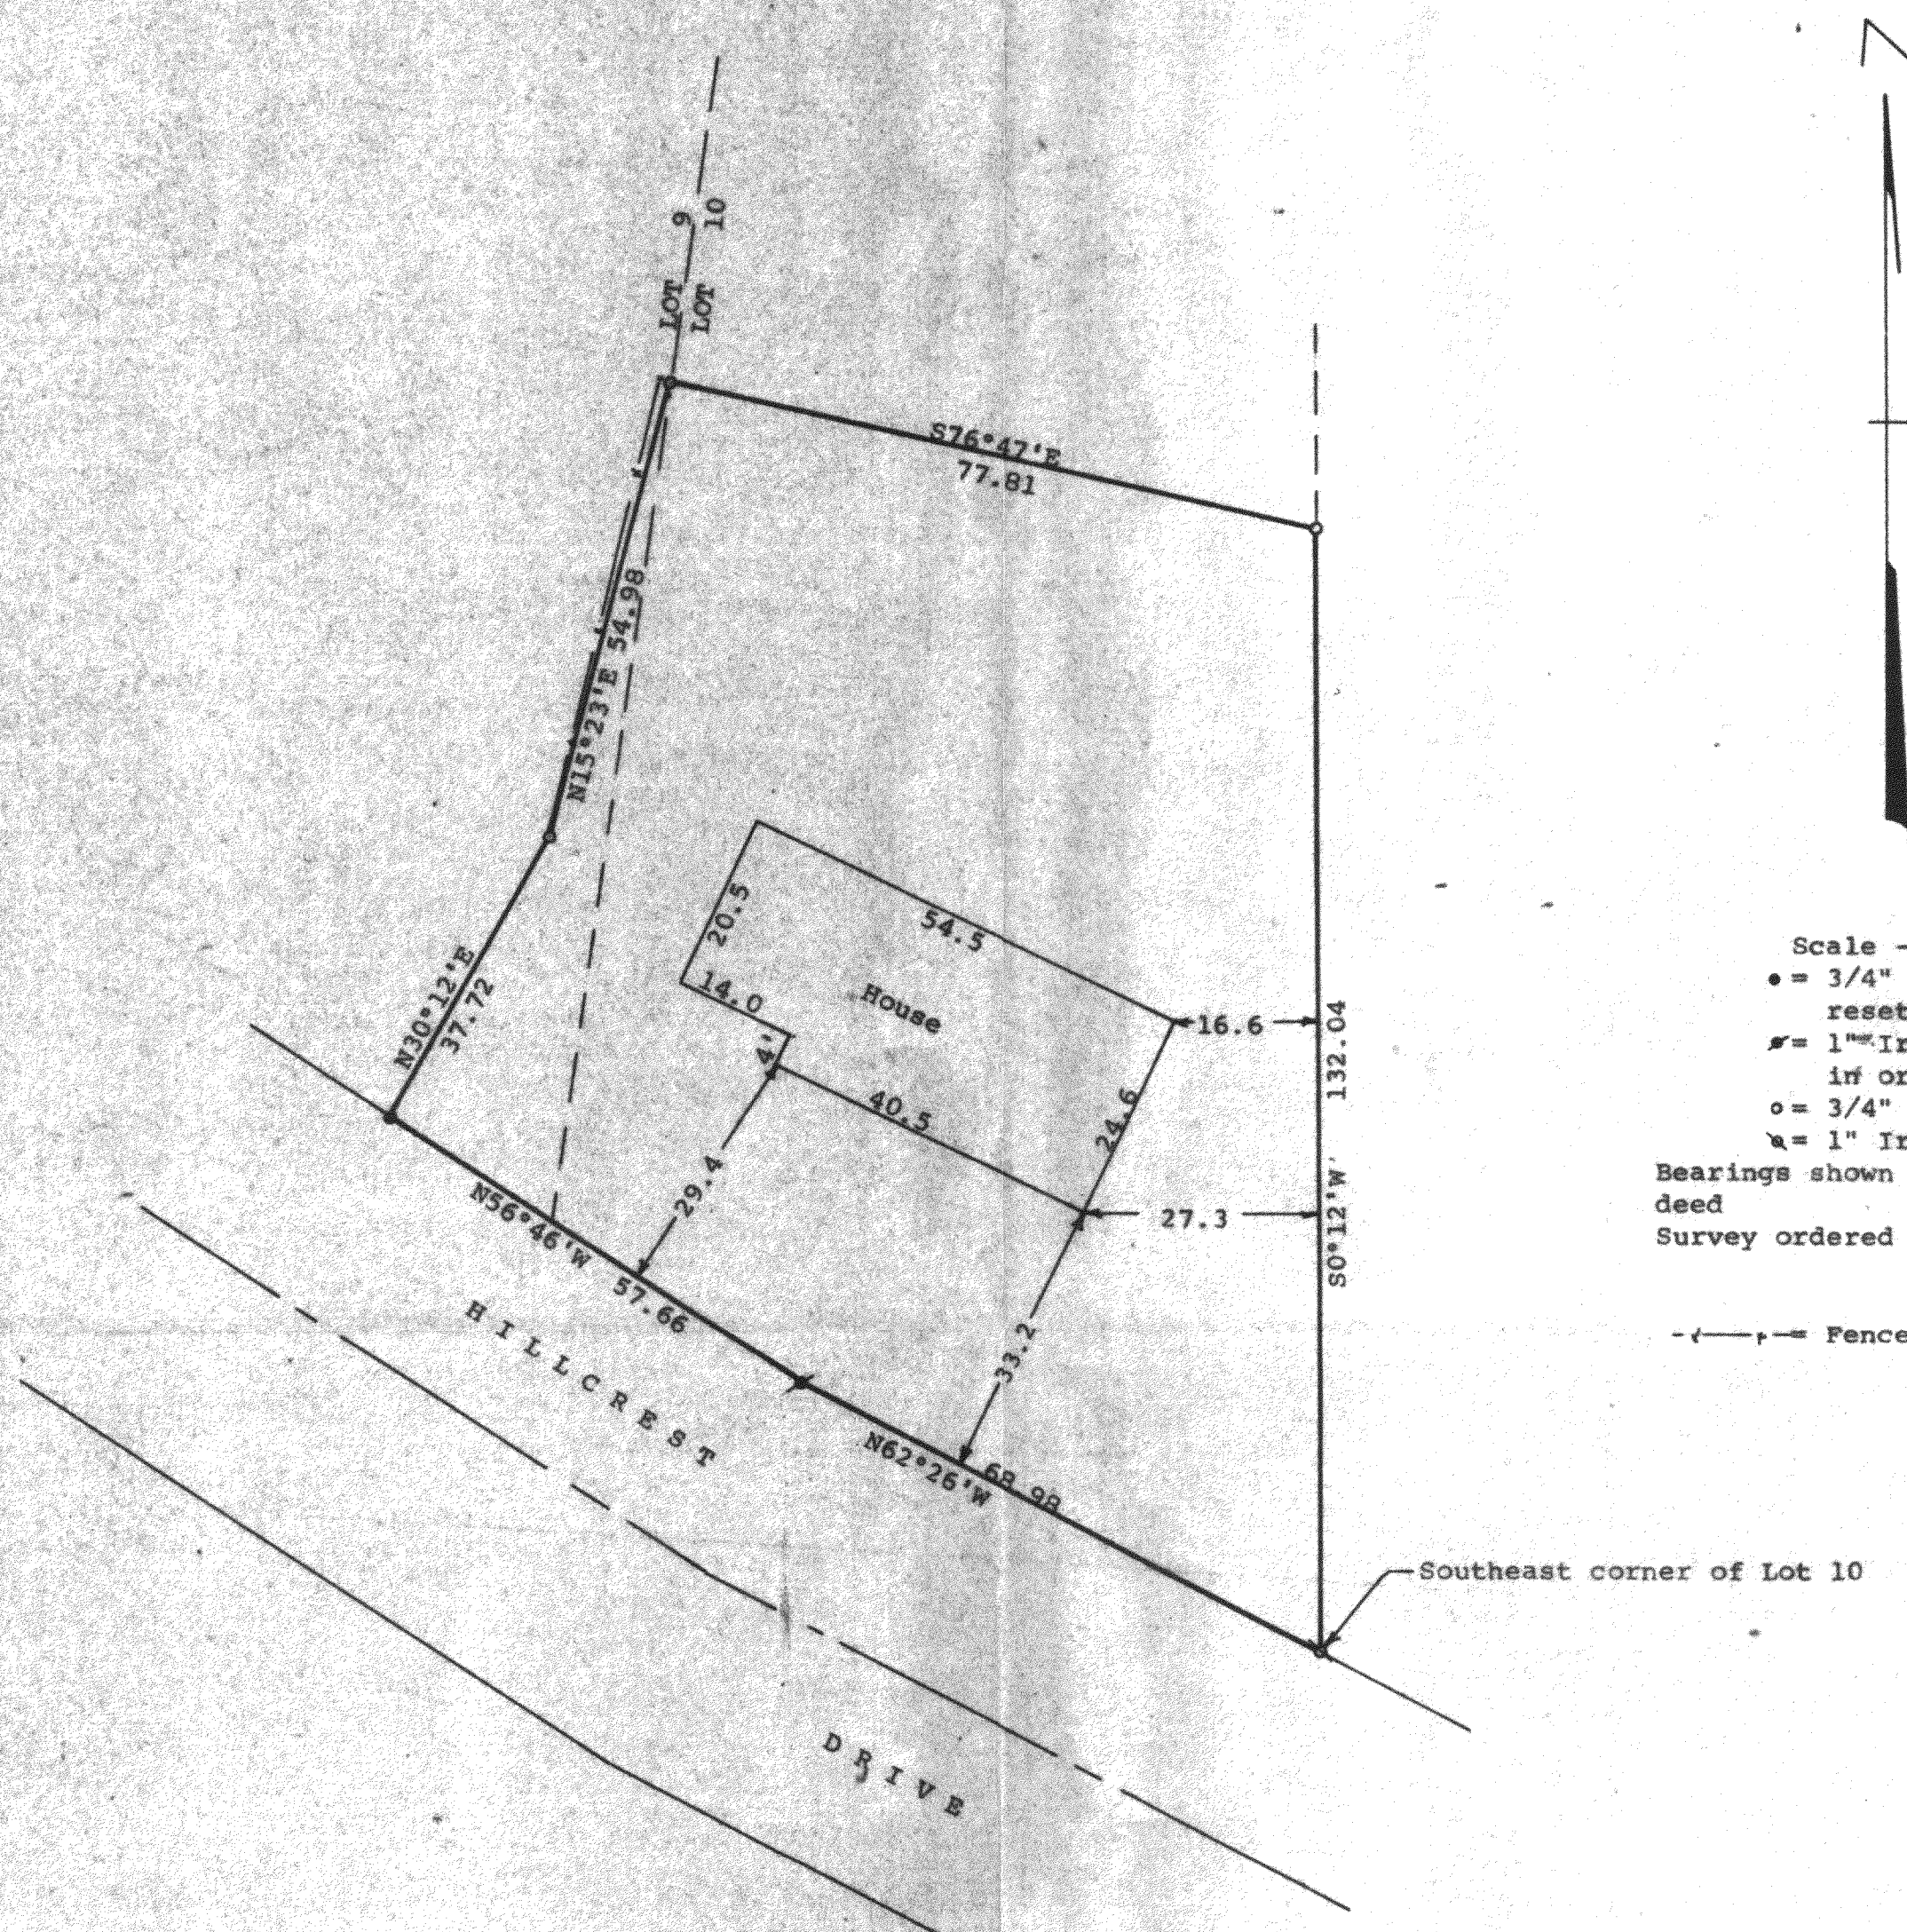 9
10
LOT
LOT
S76°47'E
77.81
N15°23'E 54.98
20.5
54.5
14.0
House
4'
16.6
N30°12'E
37.72
40.5
24.6
S0°12'W 132.04
29.4
27.3
N56°46'W 57.66
33.2
N62°26'W 68.98
HILLCREST
DRIVE
Southeast corner of Lot 10
Scale -
= 3/4"
reset
= 1" Ir
in or
= 3/4"
= 1" Ir
Bearings shown
deed
Survey ordered
= Fence